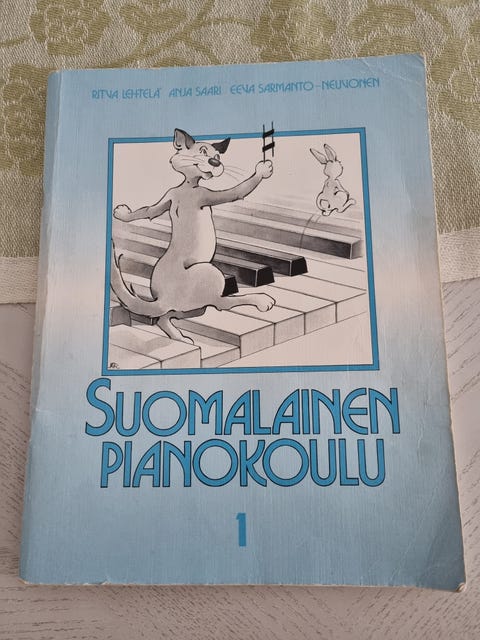 RITVA LEHTELÄ ANJA SAARI EEVA SARMANTO-NEUVONEN
SUOMALAINEN
PIANOKOULU
1